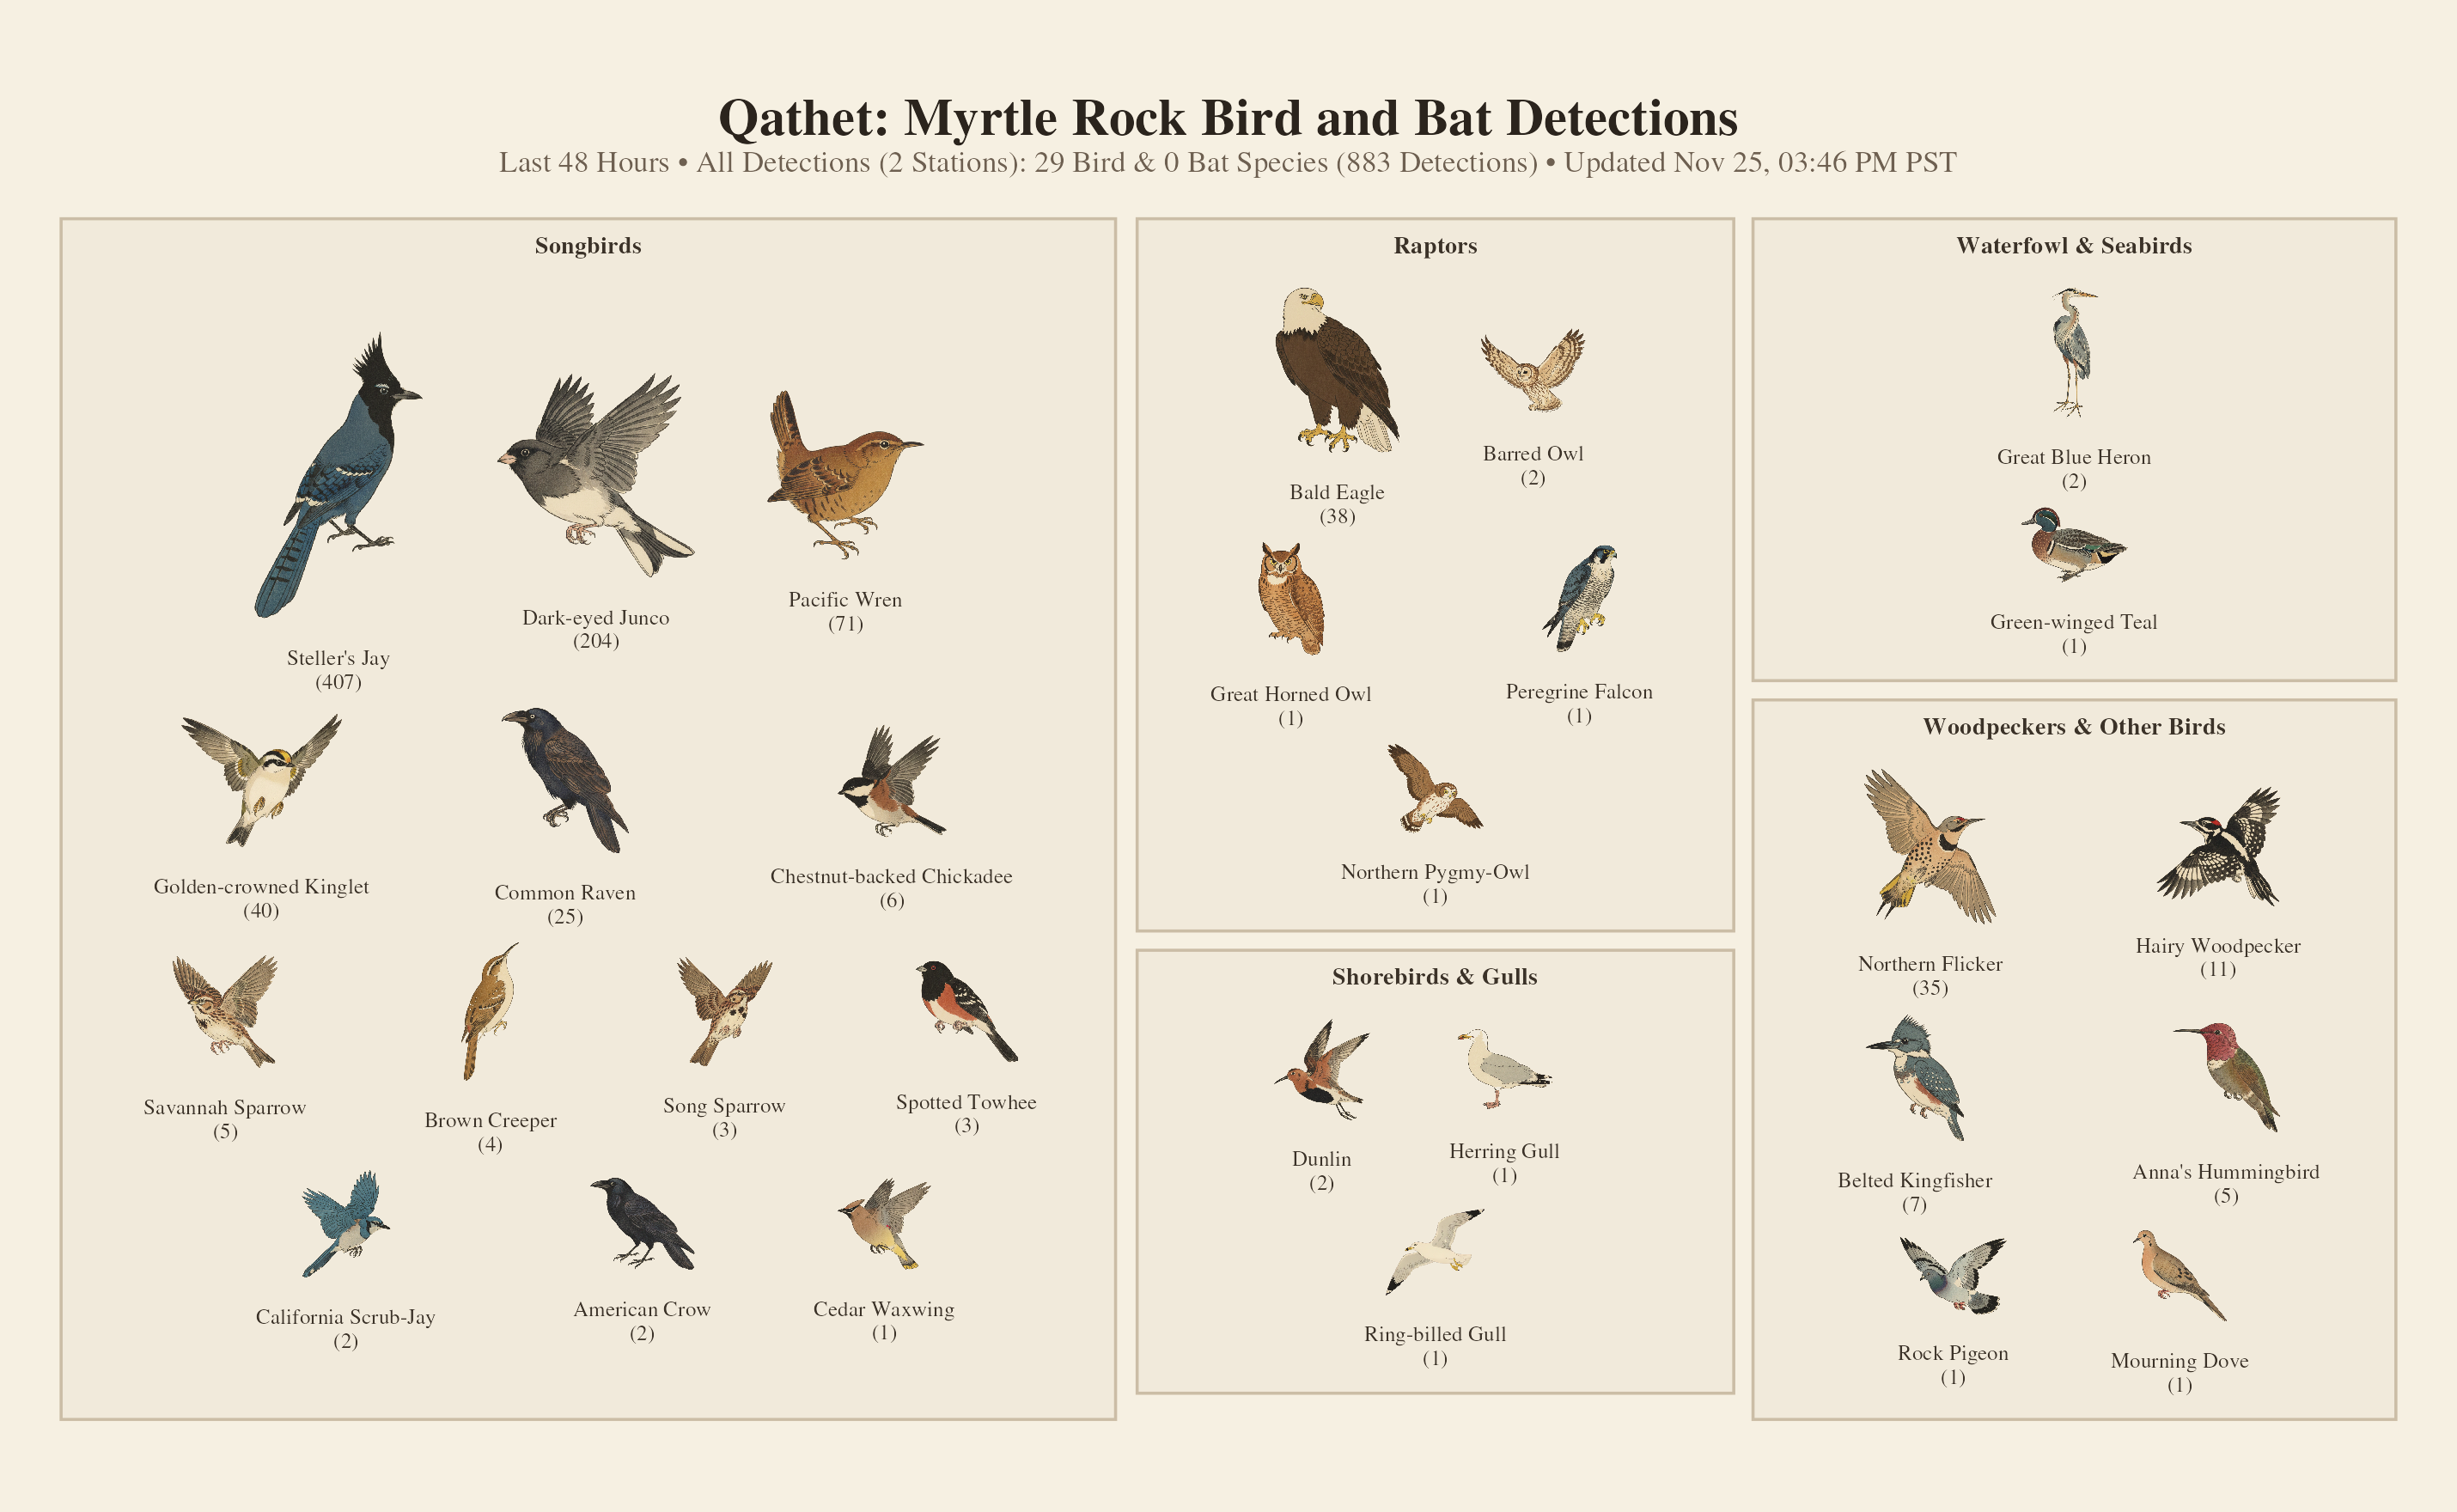 Qathet: Myrtle Rock Bird and Bat Detections
Last 48 Hours • All Detections (2 Stations): 29 Bird & 0 Bat Species (883 Detections) • Updated Nov 25, 03:46 PM PST
Songbirds
Steller's Jay
(407)
Dark-eyed Junco
(204)
Pacific Wren
(71)
Golden-crowned Kinglet
(40)
Common Raven
(25)
Chestnut-backed Chickadee
(6)
Savannah Sparrow
(5)
Brown Creeper
(4)
Song Sparrow
(3)
Spotted Towhee
(3)
California Scrub-Jay
(2)
American Crow
(2)
Cedar Waxwing
(1)
Raptors
Bald Eagle
(38)
Barred Owl
(2)
Great Horned Owl
(1)
Peregrine Falcon
(1)
Northern Pygmy-Owl
(1)
Shorebirds & Gulls
Dunlin
(2)
Herring Gull
(1)
Ring-billed Gull
(1)
Waterfowl & Seabirds
Great Blue Heron
(2)
Green-winged Teal
(1)
Woodpeckers & Other Birds
Northern Flicker
(35)
Hairy Woodpecker
(11)
Belted Kingfisher
(7)
Anna's Hummingbird
(5)
Rock Pigeon
(1)
Mourning Dove
(1)